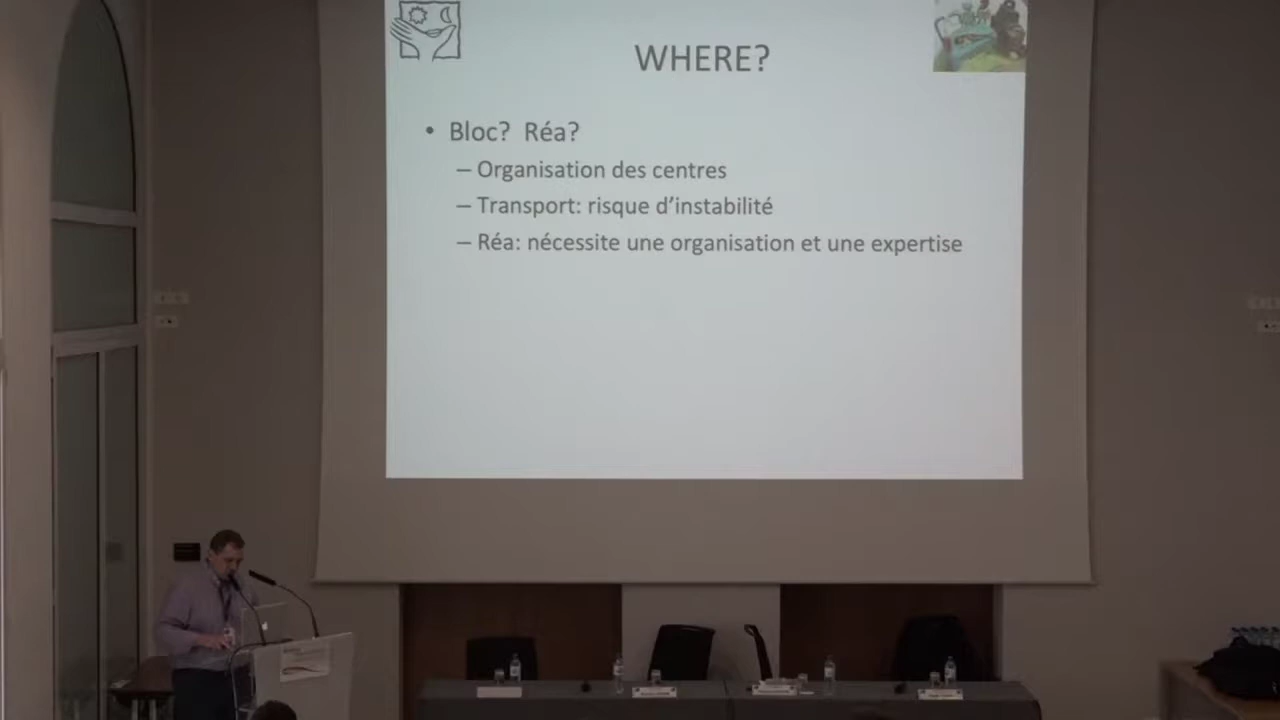 WHERE?
• Bloc? Réa?
– Organisation des centres
– Transport: risque d’instabilité
– Réa: nécessite une organisation et une expertise